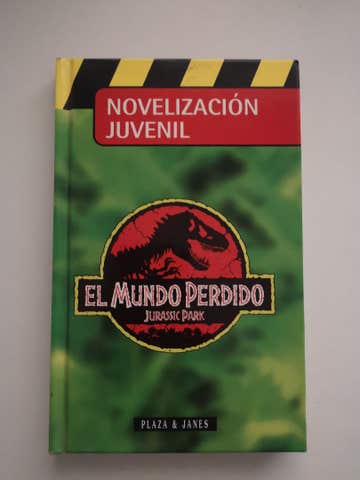 NOVELIZACIÓN
JUVENIL
EL MUNDO PERDIDO
JURASSIC PARK
PLAZA & JANES